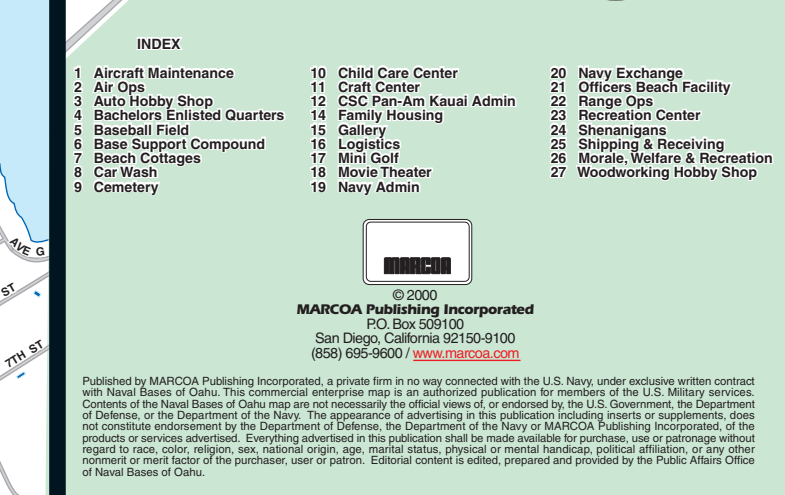 INDEX
1 Aircraft Maintenance
2 Air Ops
3 Auto Hobby Shop
4 Bachelors Enlisted Quarters
5 Baseball Field
6 Base Support Compound
7 Beach Cottages
8 Car Wash
9 Cemetery
10 Child Care Center
11 Craft Center
12 CSC Pan-Am Kauai Admin
14 Family Housing
15 Gallery
16 Logistics
17 Mini Golf
18 Movie Theater
19 Navy Admin
20 Navy Exchange
21 Officers Beach Facility
22 Range Ops
23 Recreation Center
24 Shenanigans
25 Shipping & Receiving
26 Morale, Welfare & Recreation
27 Woodworking Hobby Shop
AVE G
ST
7TH ST
MARCOA
© 2000
MARCOA Publishing Incorporated
P.O. Box 509100
San Diego, California 92150-9100
(858) 695-9600 / www.marcoa.com
Published by MARCOA Publishing Incorporated, a private firm in no way connected with the U.S. Navy, under exclusive written contract
with Naval Bases of Oahu. This commercial enterprise map is an authorized publication for members of the U.S. Military services.
Contents of the Naval Bases of Oahu map are not necessarily the official views of, or endorsed by, the U.S. Government, the Department
of Defense, or the Department of the Navy. The appearance of advertising in this publication including inserts or supplements, does
not constitute endorsement by the Department of Defense, the Department of the Navy or MARCOA Publishing Incorporated, of the
products or services advertised. Everything advertised in this publication shall be made available for purchase, use or patronage without
regard to race, color, religion, sex, national origin, age, marital status, physical or mental handicap, political affiliation, or any other
nonmerit or merit factor of the purchaser, user or patron. Editorial content is edited, prepared and provided by the Public Affairs Office
of Naval Bases of Oahu.